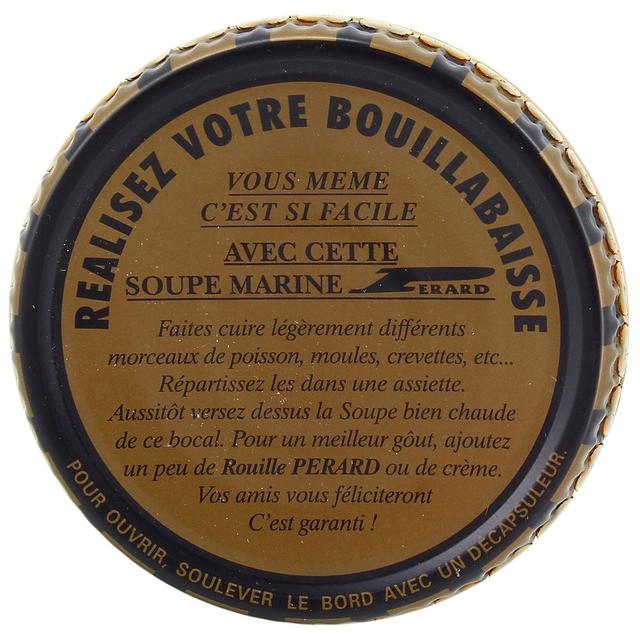 REALISEZ VOTRE BOUILLABAISSE
VOUS MEME
C'EST SI FACILE
AVEC CETTE
SOUPE MARINE PERARD
Faites cuire légèrement différents
morceaux de poisson, moules, crevettes, etc...
Répartissez les dans une assiette.
Aussitôt versez dessus la Soupe bien chaude
de ce bocal. Pour un meilleur gôut, ajoutez
un peu de Rouille PERARD ou de crème.
Vos amis vous féliciteront
C'est garanti !
POUR OUVRIR, SOULEVER LE BORD AVEC UN DÉCAPSULEUR.